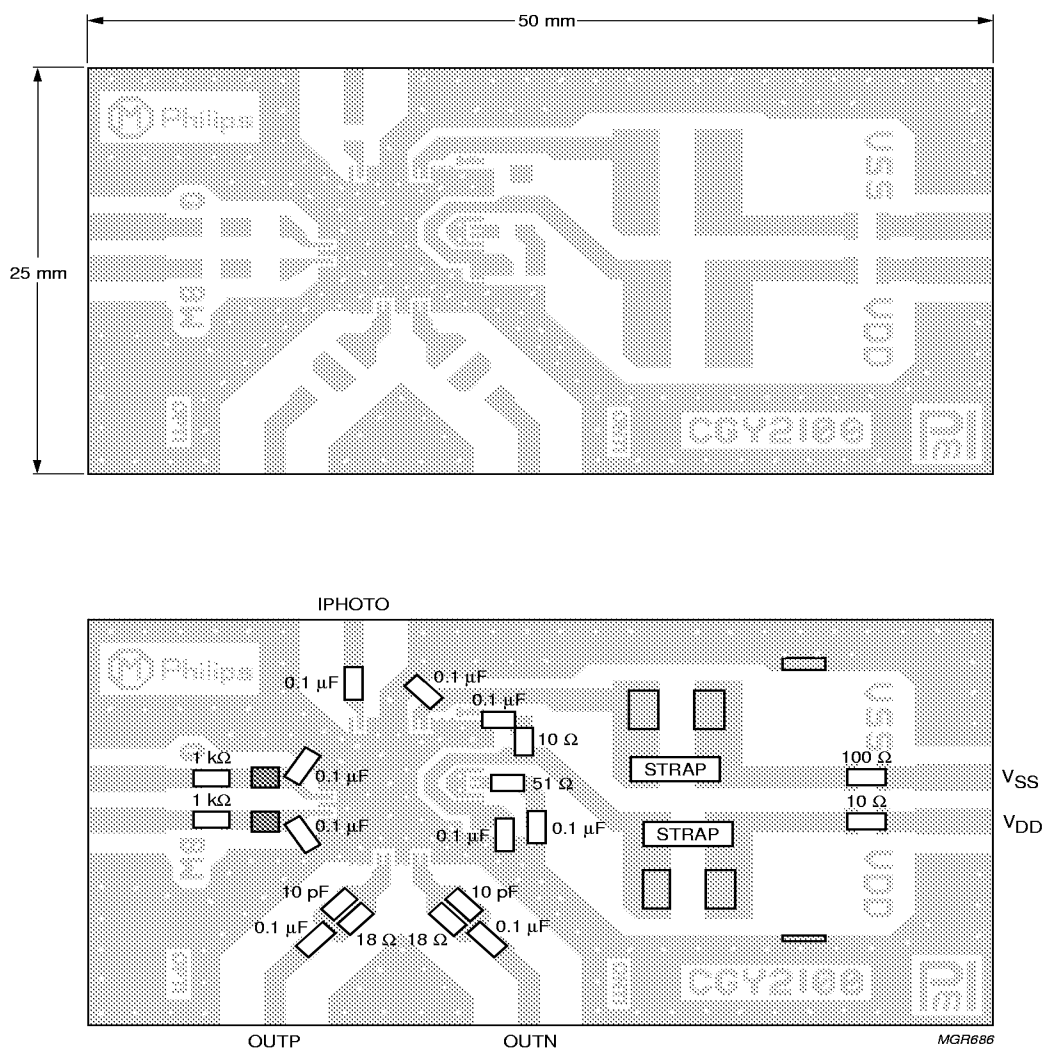 50 mm
Philips
VSS
25 mm
VDD
CGY2100
IPHOTO
Philips
0.1 µF
0.1 µF
0.1 µF
VSS
10 Ω
1 kΩ
0.1 µF
STRAP
100 Ω
VSS
51 Ω
1 kΩ
10 Ω
VDD
0.1 µF
0.1 µF
0.1 µF
STRAP
VDD
10 pF
10 pF
0.1 µF
18 Ω
18 Ω
0.1 µF
CGY2100
OUTP
OUTN
MGR686